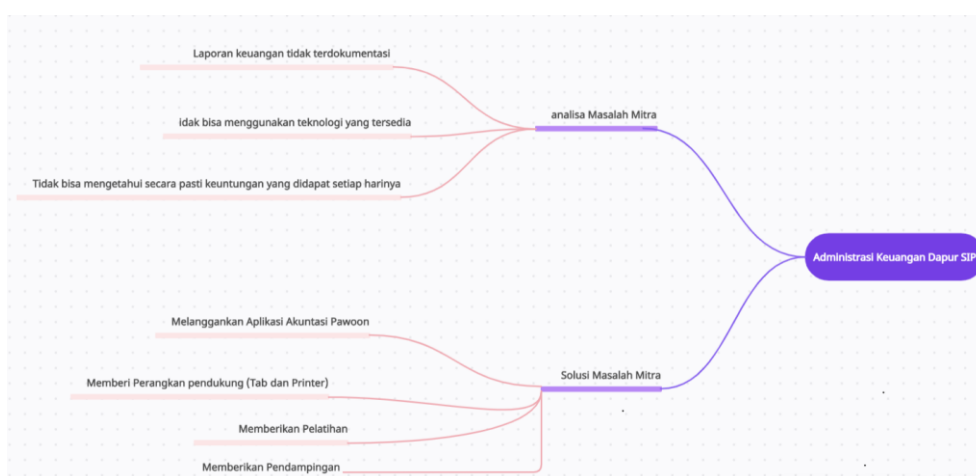 Laporan keuangan tidak terdokumentasi
analisa Masalah Mitra
idak bisa menggunakan teknologi yang tersedia
Tidak bisa mengetahui secara pasti keuntungan yang didapat setiap harinya
Administrasi Keuangan Dapur SIP
Melanggankan Aplikasi Akuntasi Pawoon
Solusi Masalah Mitra
Memberi Perangkan pendukung (Tab dan Printer)
Memberikan Pelatihan
Memberikan Pendampingan